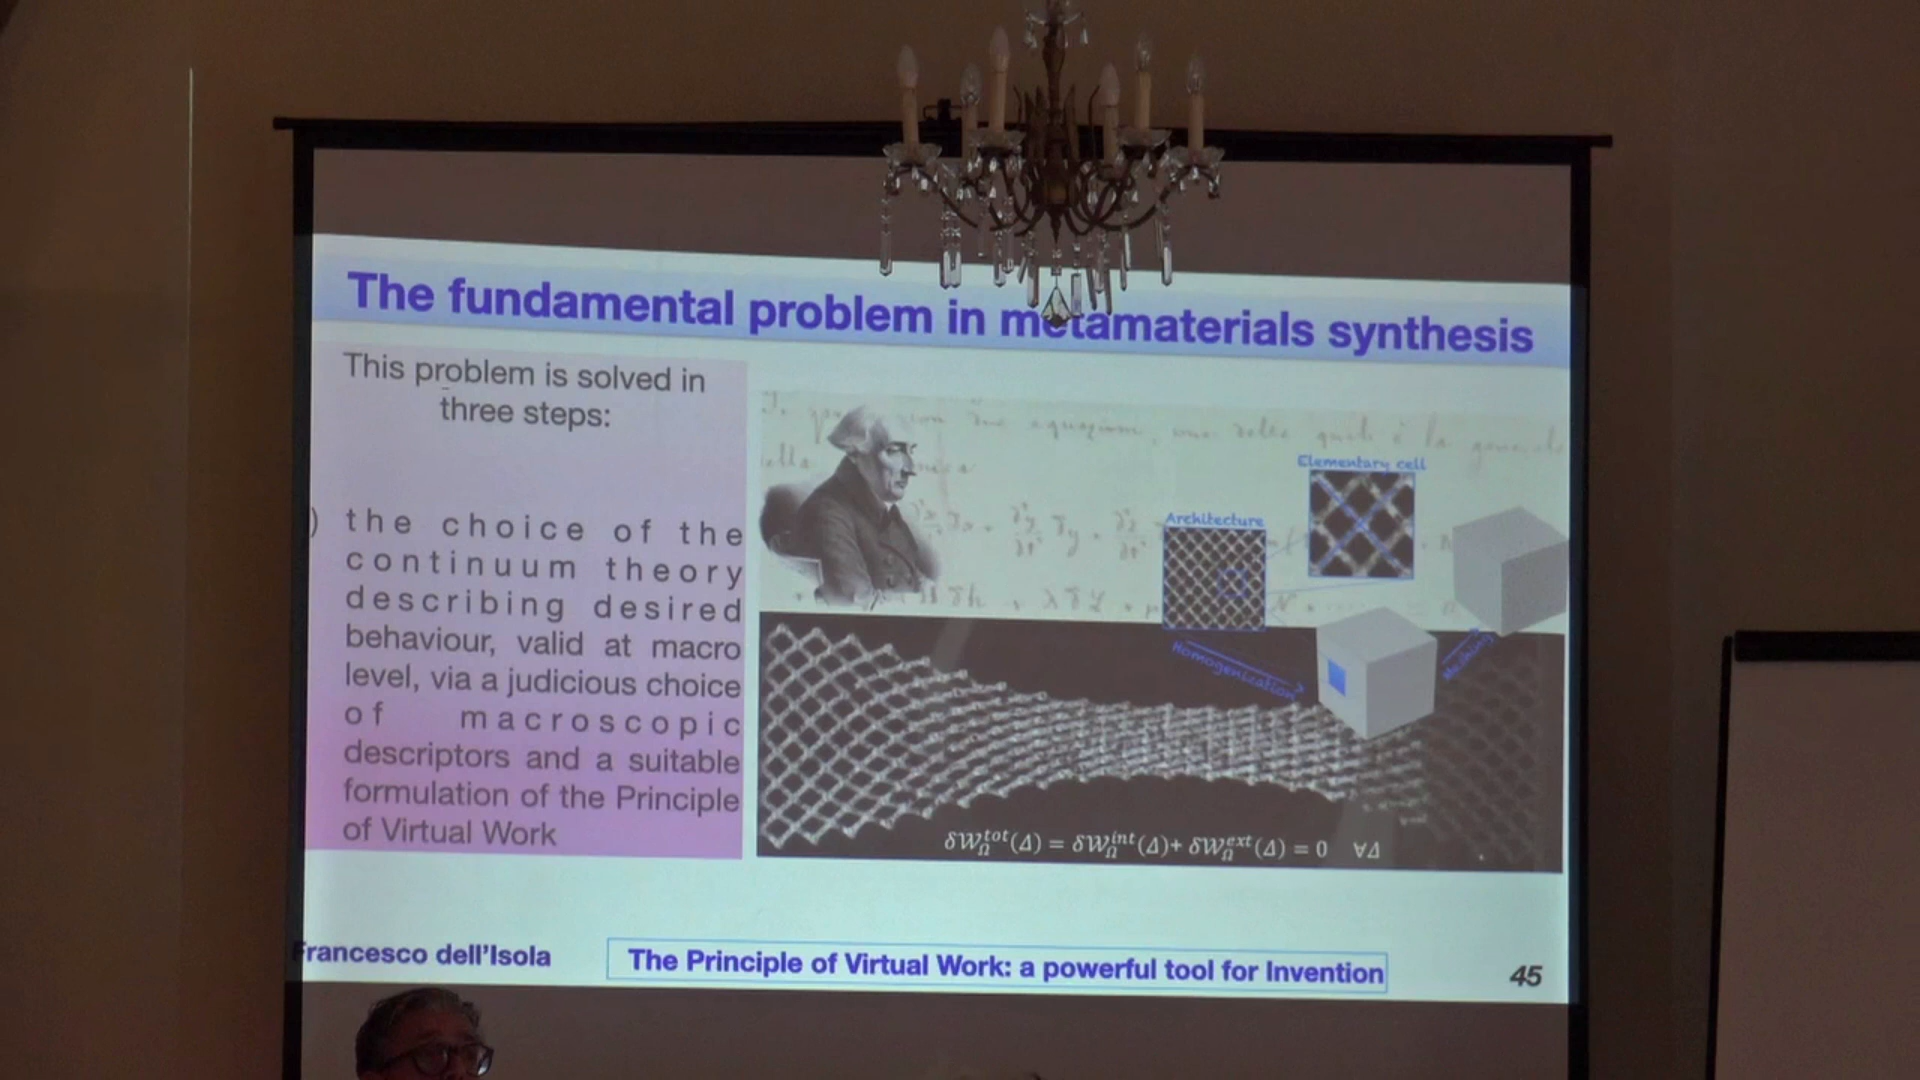 The fundamental problem in metamaterials synthesis
This problem is solved in
three steps:
) the choice of the
continuum theory
describing desired
behaviour, valid at macro
level, via a judicious choice
of macroscopic
descriptors and a suitable
formulation of the Principle
of Virtual Work
Elementary cell
Architecture
Homogenization
δW_Ω^tot(Δ) = δW_Ω^int(Δ)+ δW_Ω^ext(Δ) = 0 ∀Δ
Francesco dell'Isola
The Principle of Virtual Work: a powerful tool for Invention
45